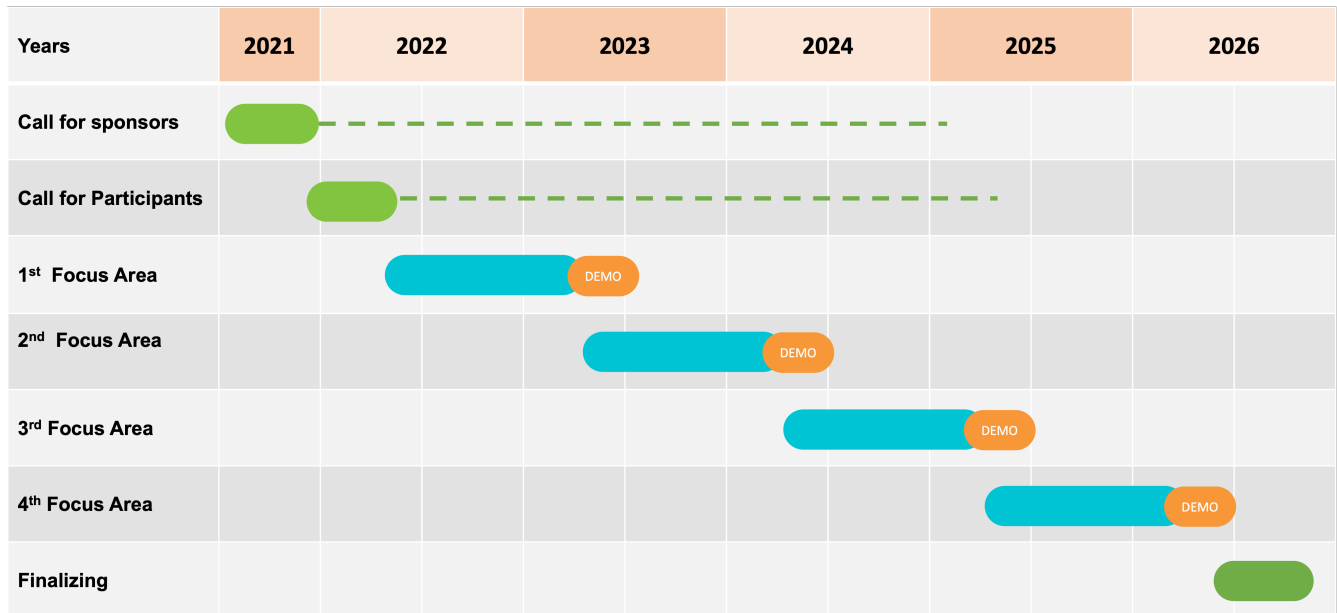 Years 2021 2022 2023 2024 2025 2026
Call for sponsors
Call for Participants
1st Focus Area DEMO
2nd Focus Area DEMO
3rd Focus Area DEMO
4th Focus Area DEMO
Finalizing